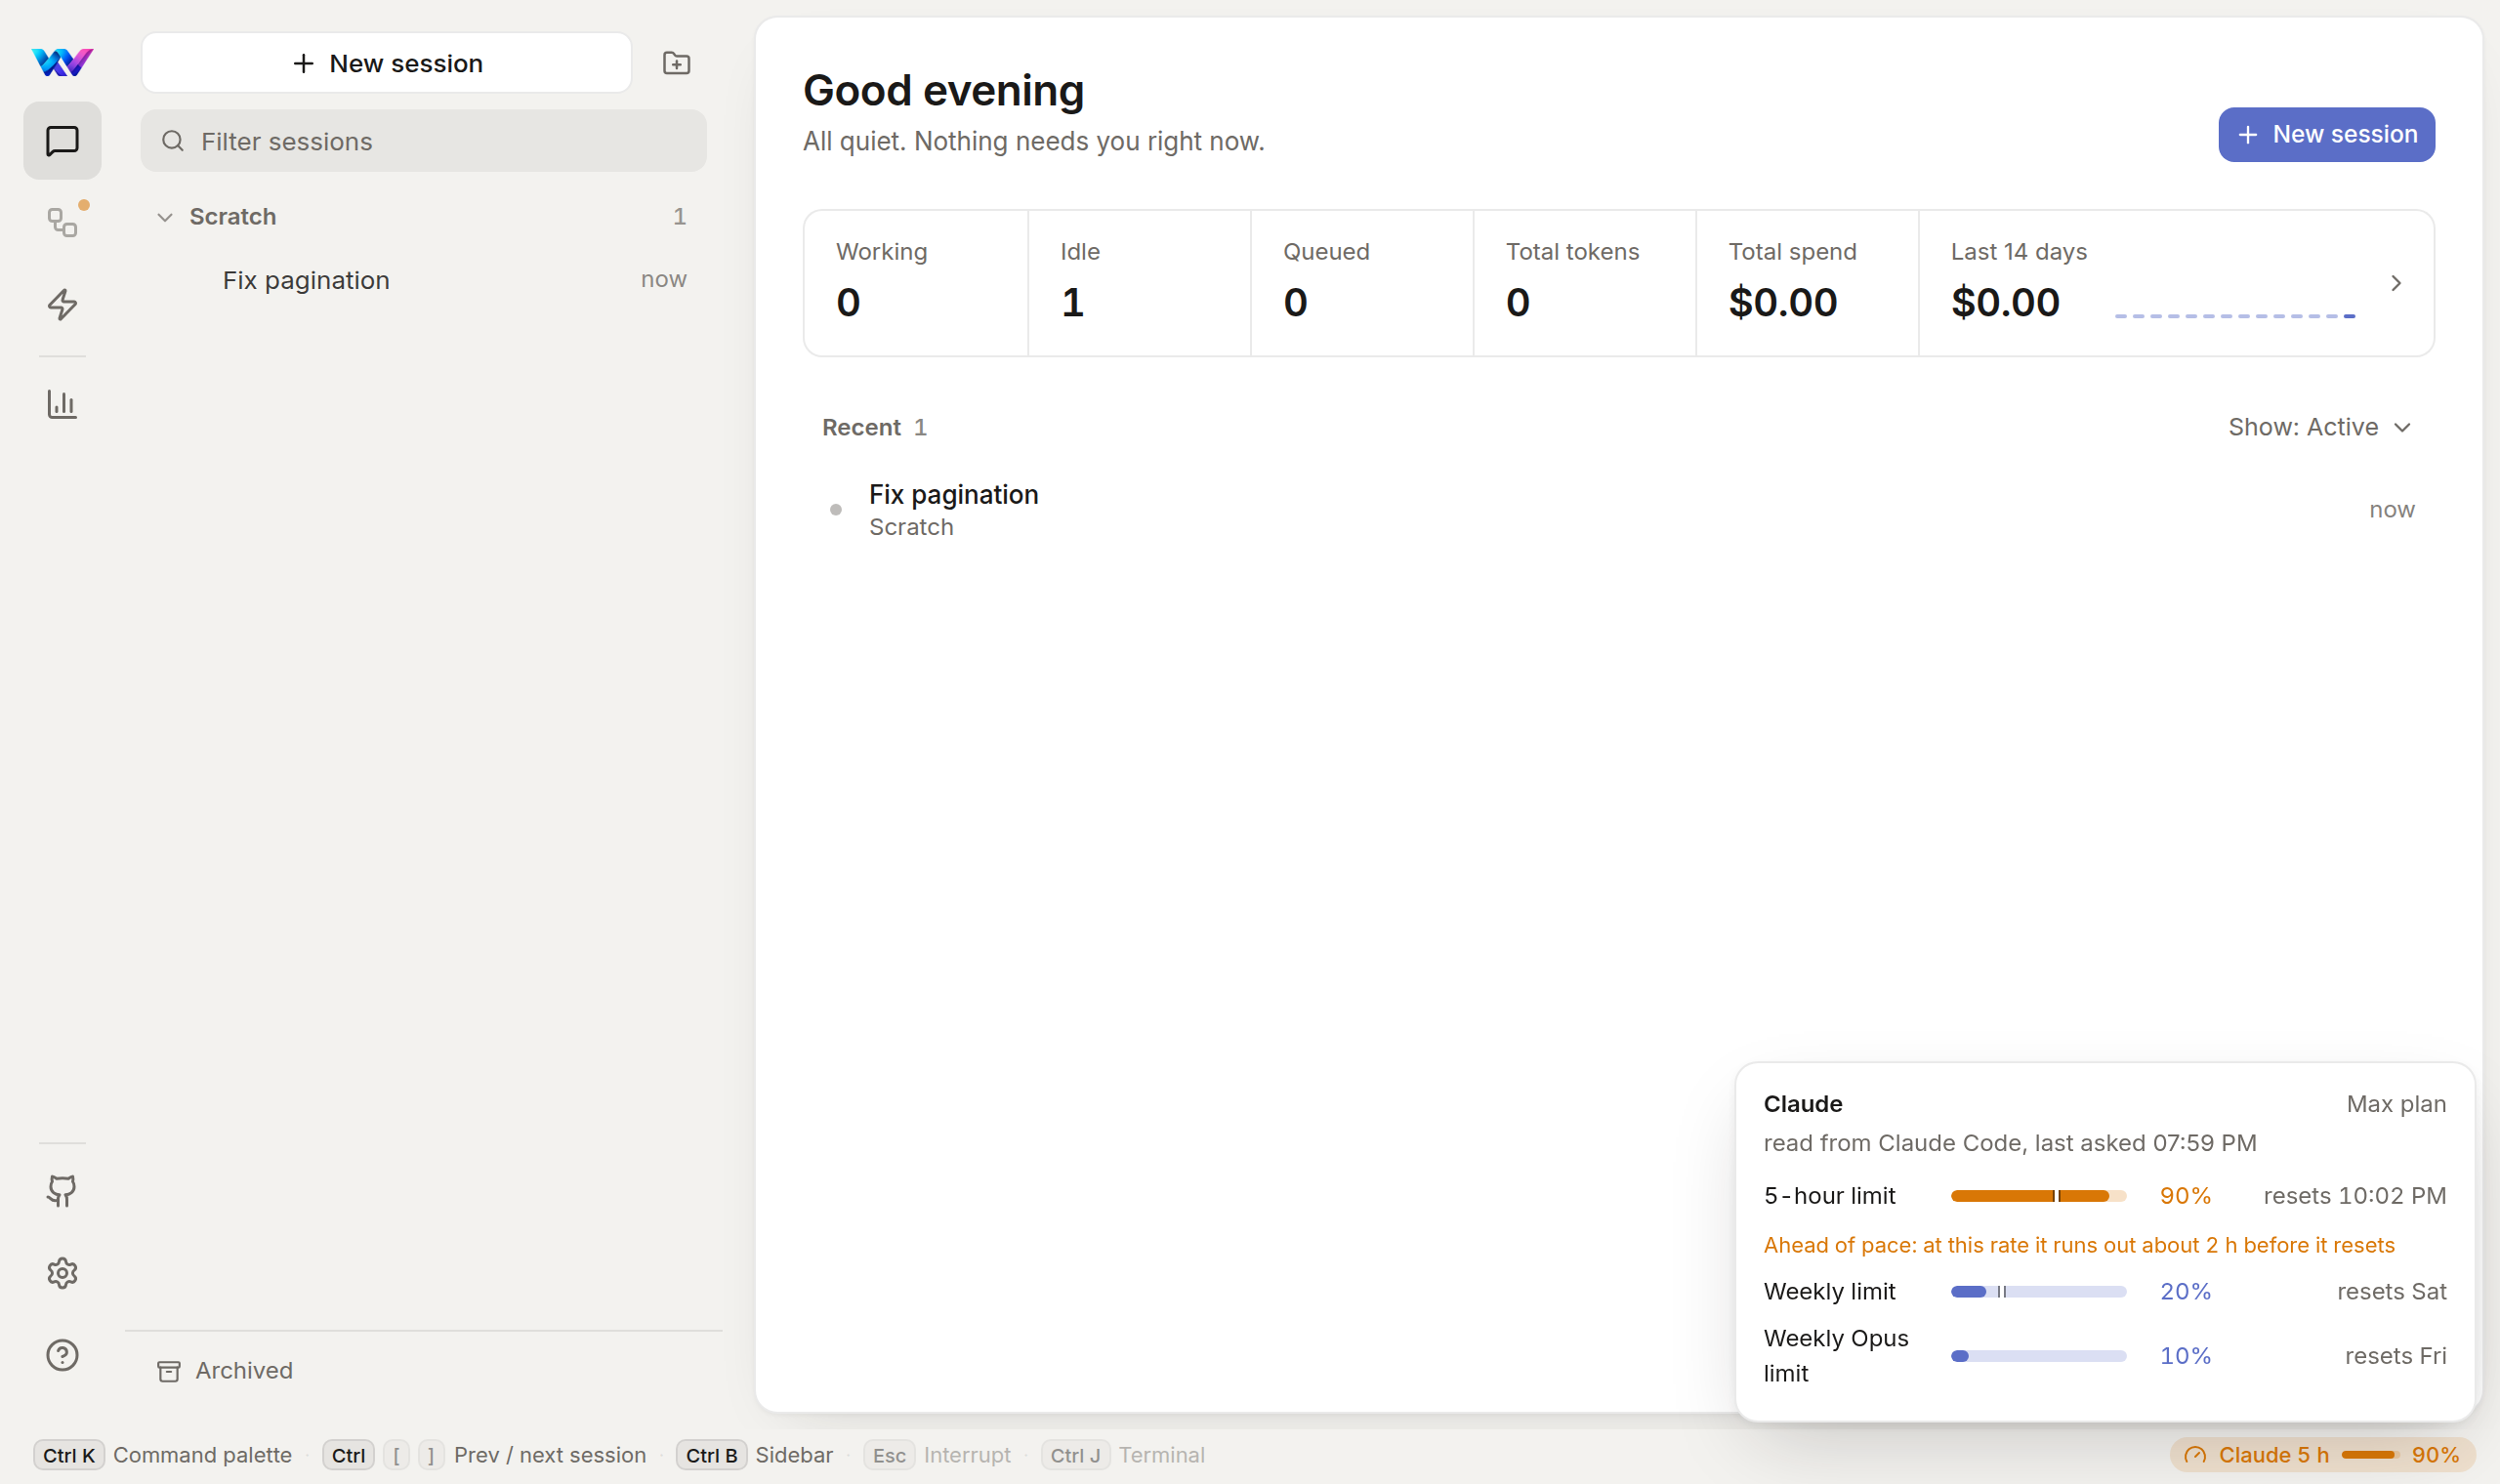 New session
Filter sessions
Scratch 1
Fix pagination now
Archived
Good evening
All quiet. Nothing needs you right now.
New session
Working
0
Idle
1
Queued
0
Total tokens
0
Total spend
$0.00
Last 14 days
$0.00
Recent 1
Show: Active
Fix pagination
Scratch
now
Claude Max plan
read from Claude Code, last asked 07:59 PM
5-hour limit 90% resets 10:02 PM
Ahead of pace: at this rate it runs out about 2 h before it resets
Weekly limit 20% resets Sat
Weekly Opus
limit
10% resets Fri
Ctrl K Command palette · Ctrl [ ] Prev / next session · Ctrl B Sidebar · Esc Interrupt · Ctrl J Terminal
Claude 5 h 90%